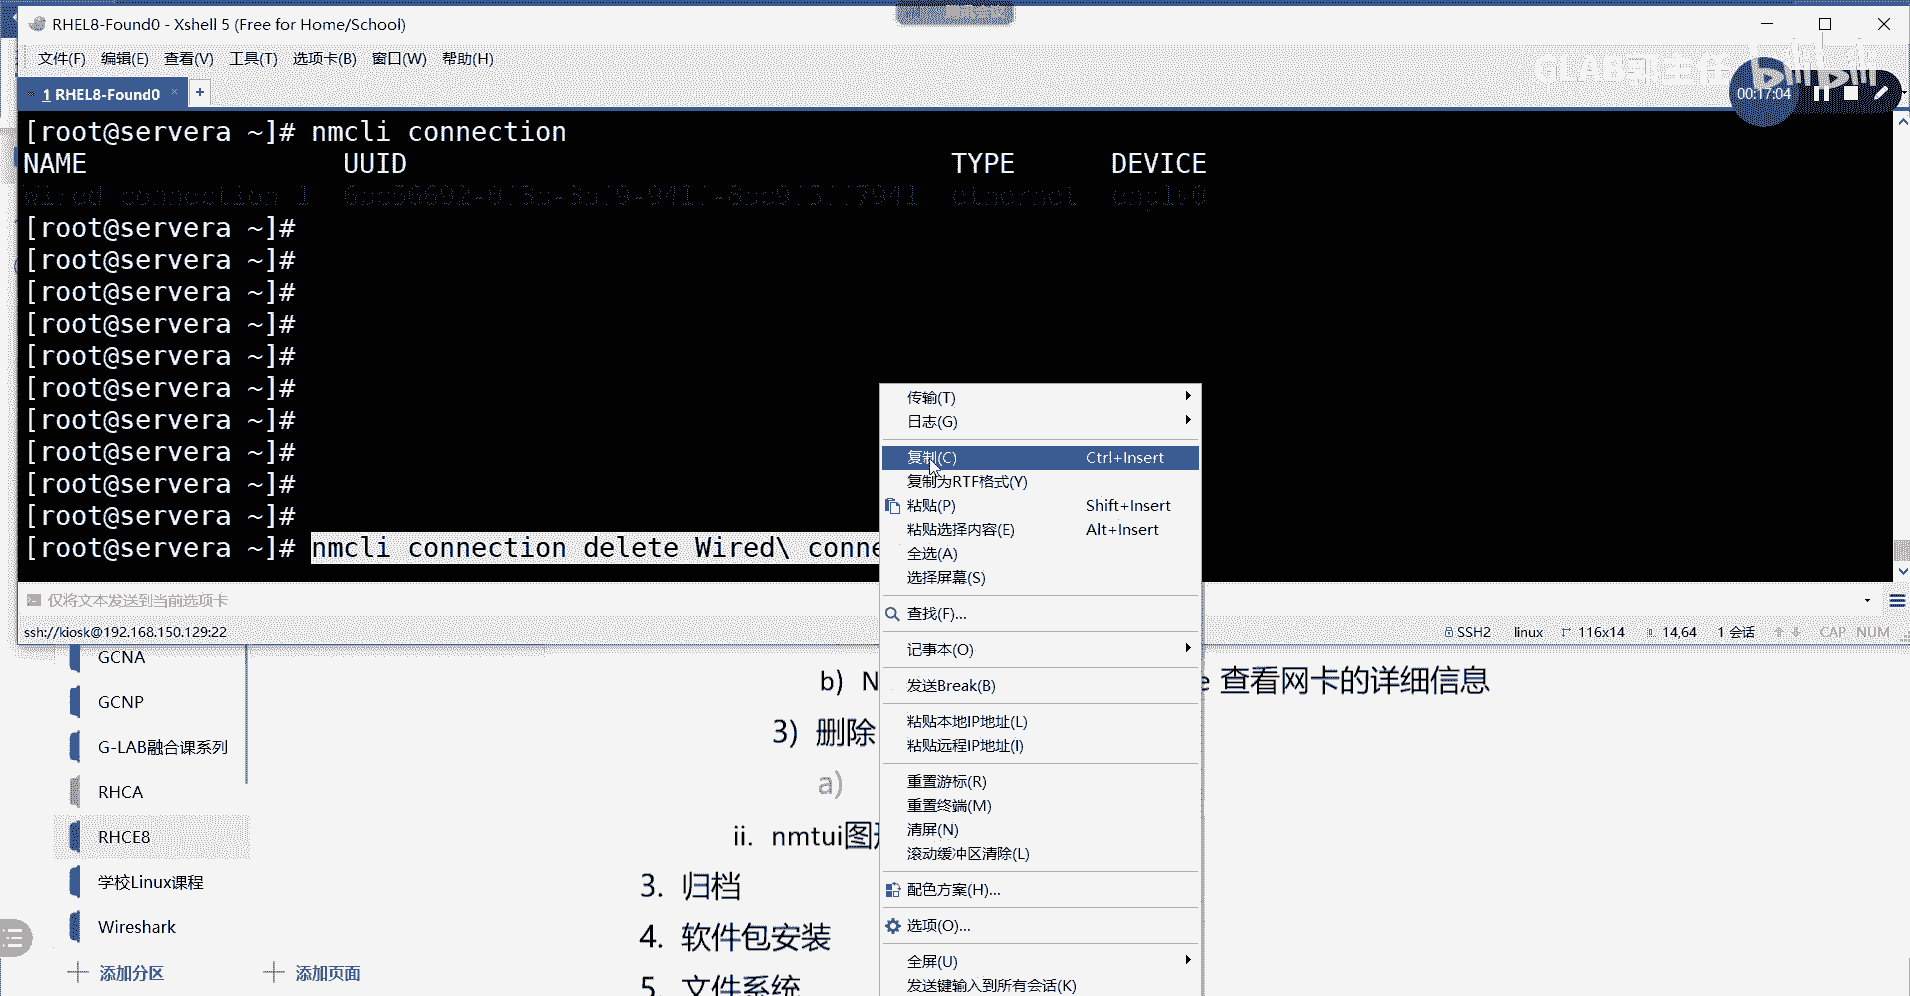 RHEL8-Found0 - Xshell 5 (Free for Home/School)
文件(F) 编辑(E) 查看(V) 工具(T) 选项卡(B) 窗口(W) 帮助(H)
1 RHEL8-Found0 × +
bilibili
00:17:04
[root@servera ~]# nmcli connection
NAME UUID TYPE DEVICE
Wired connection 1 ethernet enp1s0
[root@servera ~]#
[root@servera ~]#
[root@servera ~]#
[root@servera ~]#
[root@servera ~]#
[root@servera ~]#
[root@servera ~]#
[root@servera ~]#
[root@servera ~]#
[root@servera ~]#
[root@servera ~]# nmcli connection delete Wired\ conne
传输(T)
日志(G)
复制(C) Ctrl+Insert
复制为RTF格式(Y)
粘贴(P) Shift+Insert
粘贴选择内容(E) Alt+Insert
全选(A)
选择屏幕(S)
查找(F)...
记事本(O)
发送Break(B)
粘贴本地IP地址(L)
粘贴远程IP地址(I)
重置游标(R)
重置终端(M)
清屏(N)
滚动缓冲区清除(L)
配色方案(H)...
选项(O)...
全屏(U)
发送键输入到所有会话(K)
仅将文本发送到当前选项卡
ssh://kiosk@192.168.150.129:22
SSH2 linux 116x14 14,64 1 会话 CAP NUM
GCNA
GCNP
G-LAB融合课系列
RHCA
RHCE8
学校Linux课程
Wireshark
添加分区 添加页面
b) N e 查看网卡的详细信息
3) 删除
a)
ii. nmtui图
3. 归档
4. 软件包安装
5. 文件系统